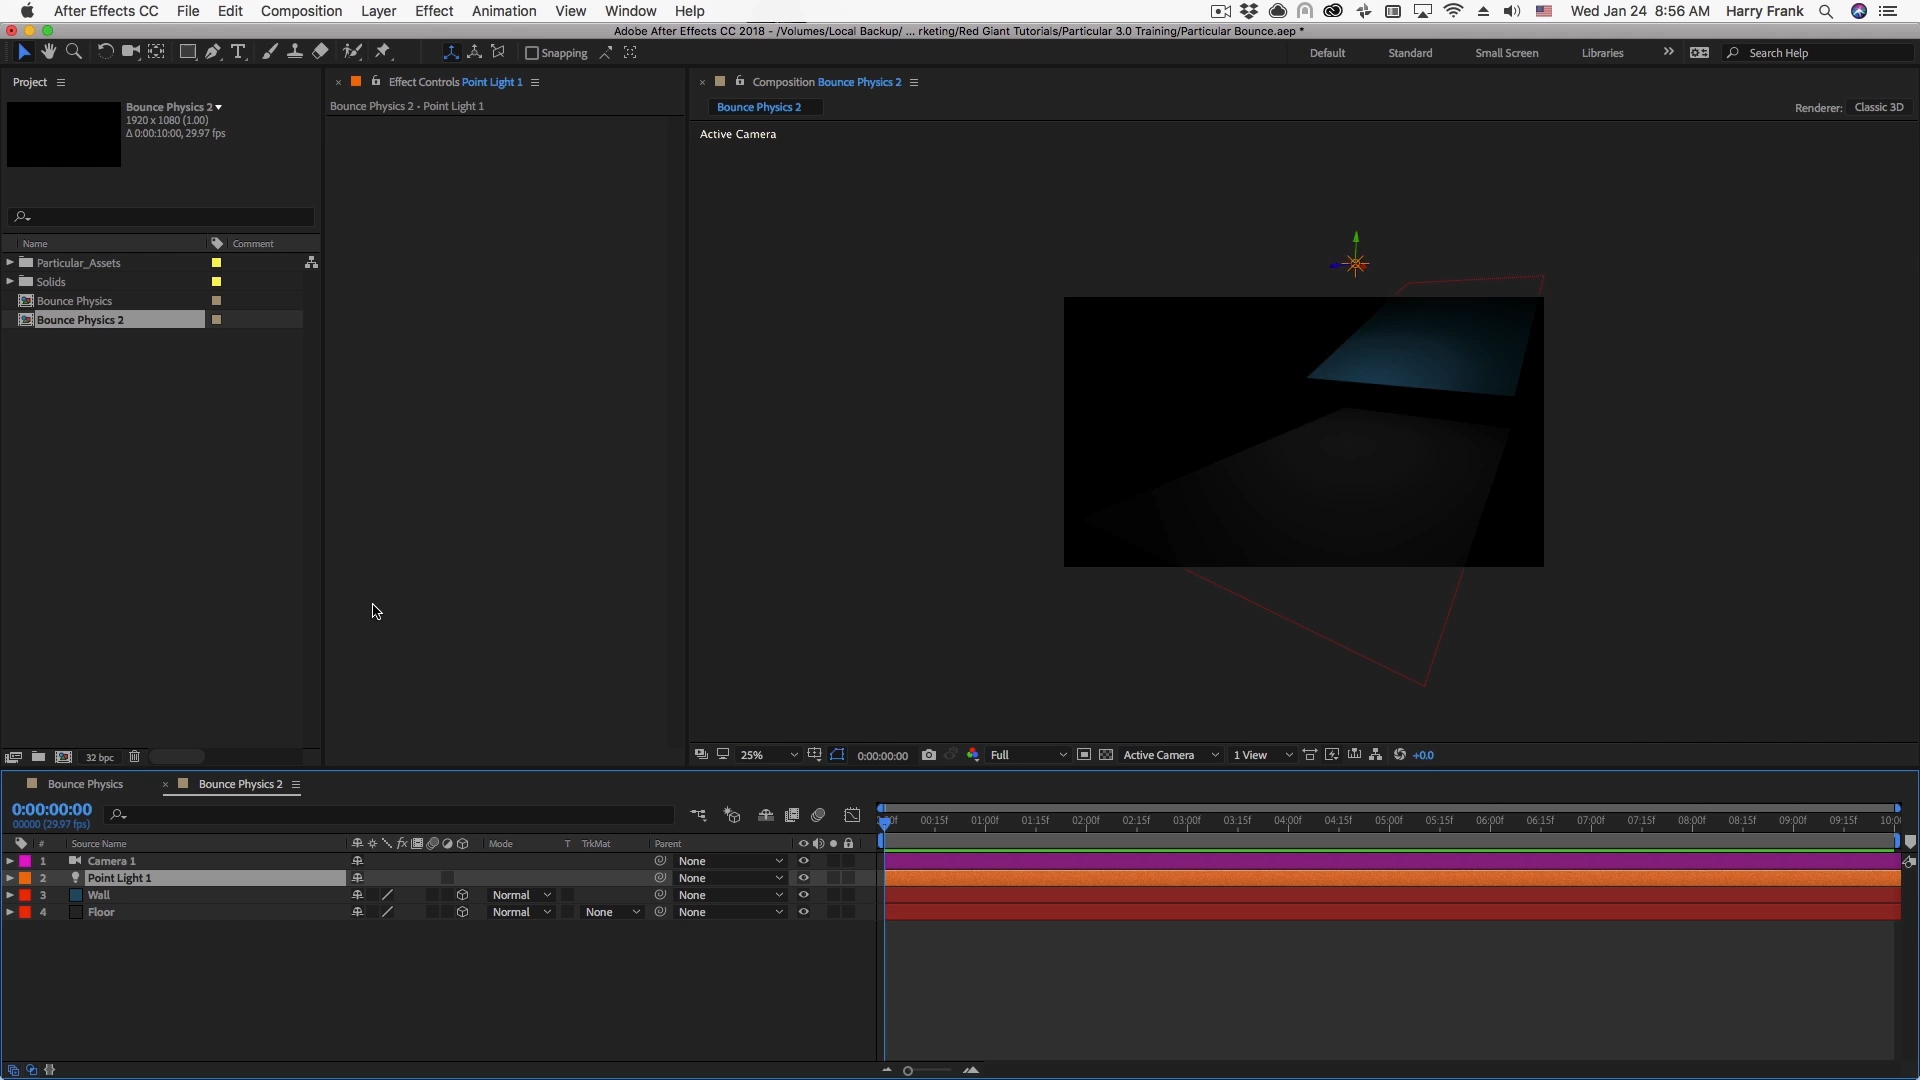 After Effects CC File Edit Composition Layer Effect Animation View Window Help Wed Jan 24 8:56 AM Harry Frank
Adobe After Effects CC 2018 - /Volumes/Local Backup/ ... rketing/Red Giant Tutorials/Particular 3.0 Training/Particular Bounce.aep *
Snapping Default Standard Small Screen Libraries Search Help
Project Effect Controls Point Light 1 Composition Bounce Physics 2
Bounce Physics 2 Bounce Physics 2 • Point Light 1 Bounce Physics 2 Renderer: Classic 3D
1920 x 1080 (1.00)
Δ 0:00:10:00, 29.97 fps
Active Camera
Name Comment
Particular_Assets
Solids
Bounce Physics
Bounce Physics 2
32 bpc 25% 0:00:00:00 Full Active Camera 1 View +0.0
Bounce Physics Bounce Physics 2
0:00:00:00
00000 (29.97 fps)
00:15f 01:00f 01:15f 02:00f 02:15f 03:00f 03:15f 04:00f 04:15f 05:00f 05:15f 06:00f 06:15f 07:00f 07:15f 08:00f 08:15f 09:00f 09:15f 10:00
# Source Name fx Mode T TrkMat Parent
1 Camera 1 None
2 Point Light 1 None
3 Wall Normal None
4 Floor Normal None None